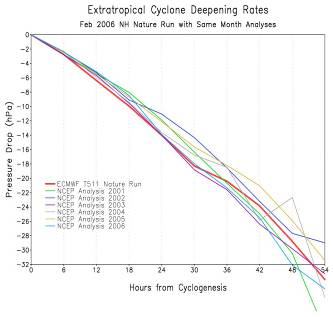 Extratropical Cyclone Deepening Rates
Feb 2006 NH Nature Run with Same Month Analyses
Pressure Drop (hPa)
0
-2
-4
-6
-8
-10
-12
-14
-16
-18
-20
-22
-24
-26
-28
-30
-32
ECMWF T511 Nature Run
NCEP Analysis 2001
NCEP Analysis 2002
NCEP Analysis 2003
NCEP Analysis 2004
NCEP Analysis 2005
NCEP Analysis 2006
0 6 12 18 24 30 36 42 48 54
Hours from Cyclogenesis